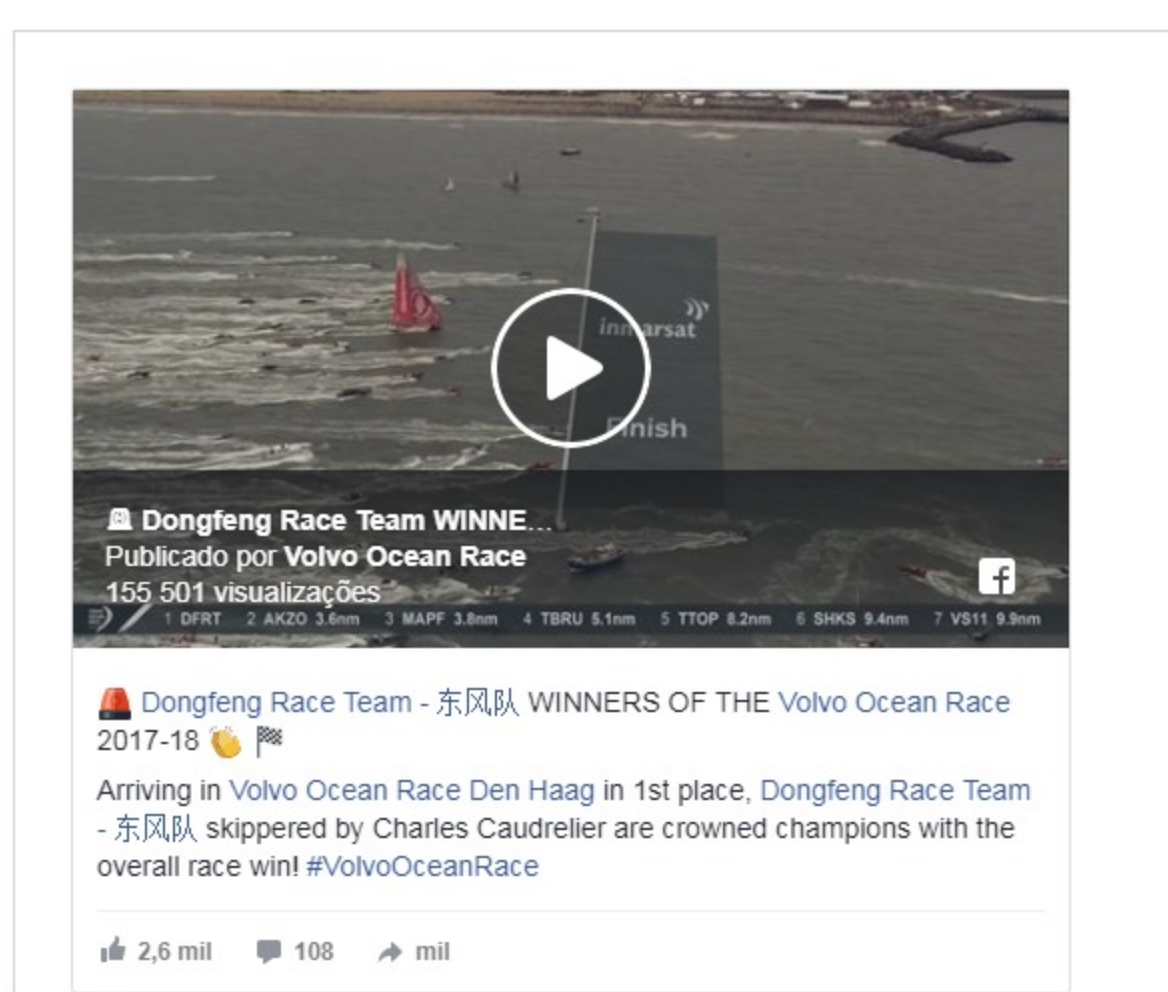 inmarsat
Finish
Dongfeng Race Team WINNE...
Publicado por Volvo Ocean Race
155 501 visualizações
1 DFRT 2 AKZO 3.6nm 3 MAPF 3.8nm 4 TBRU 5.1nm 5 TTOP 8.2nm 6 SHKS 9.4nm 7 VS11 9.9nm
Dongfeng Race Team - 东风队 WINNERS OF THE Volvo Ocean Race
2017-18
Arriving in Volvo Ocean Race Den Haag in 1st place, Dongfeng Race Team
- 东风队 skippered by Charles Caudrelier are crowned champions with the
overall race win! #VolvoOceanRace
2,6 mil 108 mil